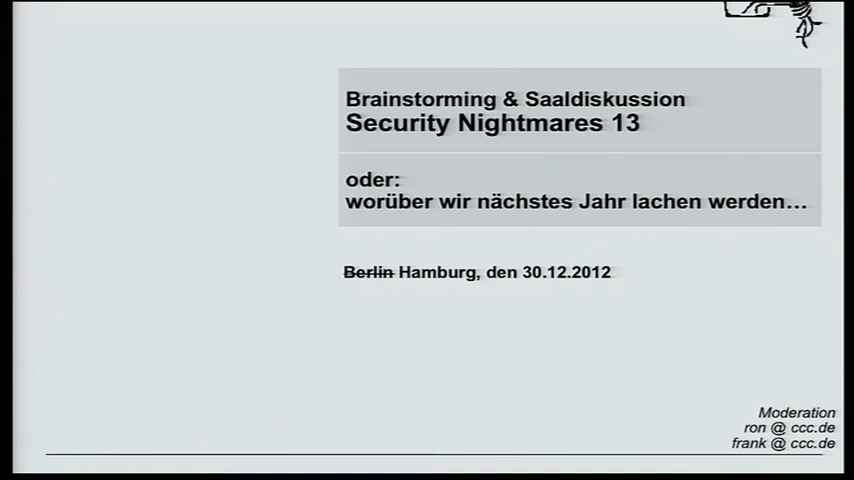 Brainstorming & Saaldiskussion
Security Nightmares 13
oder:
worüber wir nächstes Jahr lachen werden…
Berlin Hamburg, den 30.12.2012
Moderation
ron @ ccc.de
frank @ ccc.de